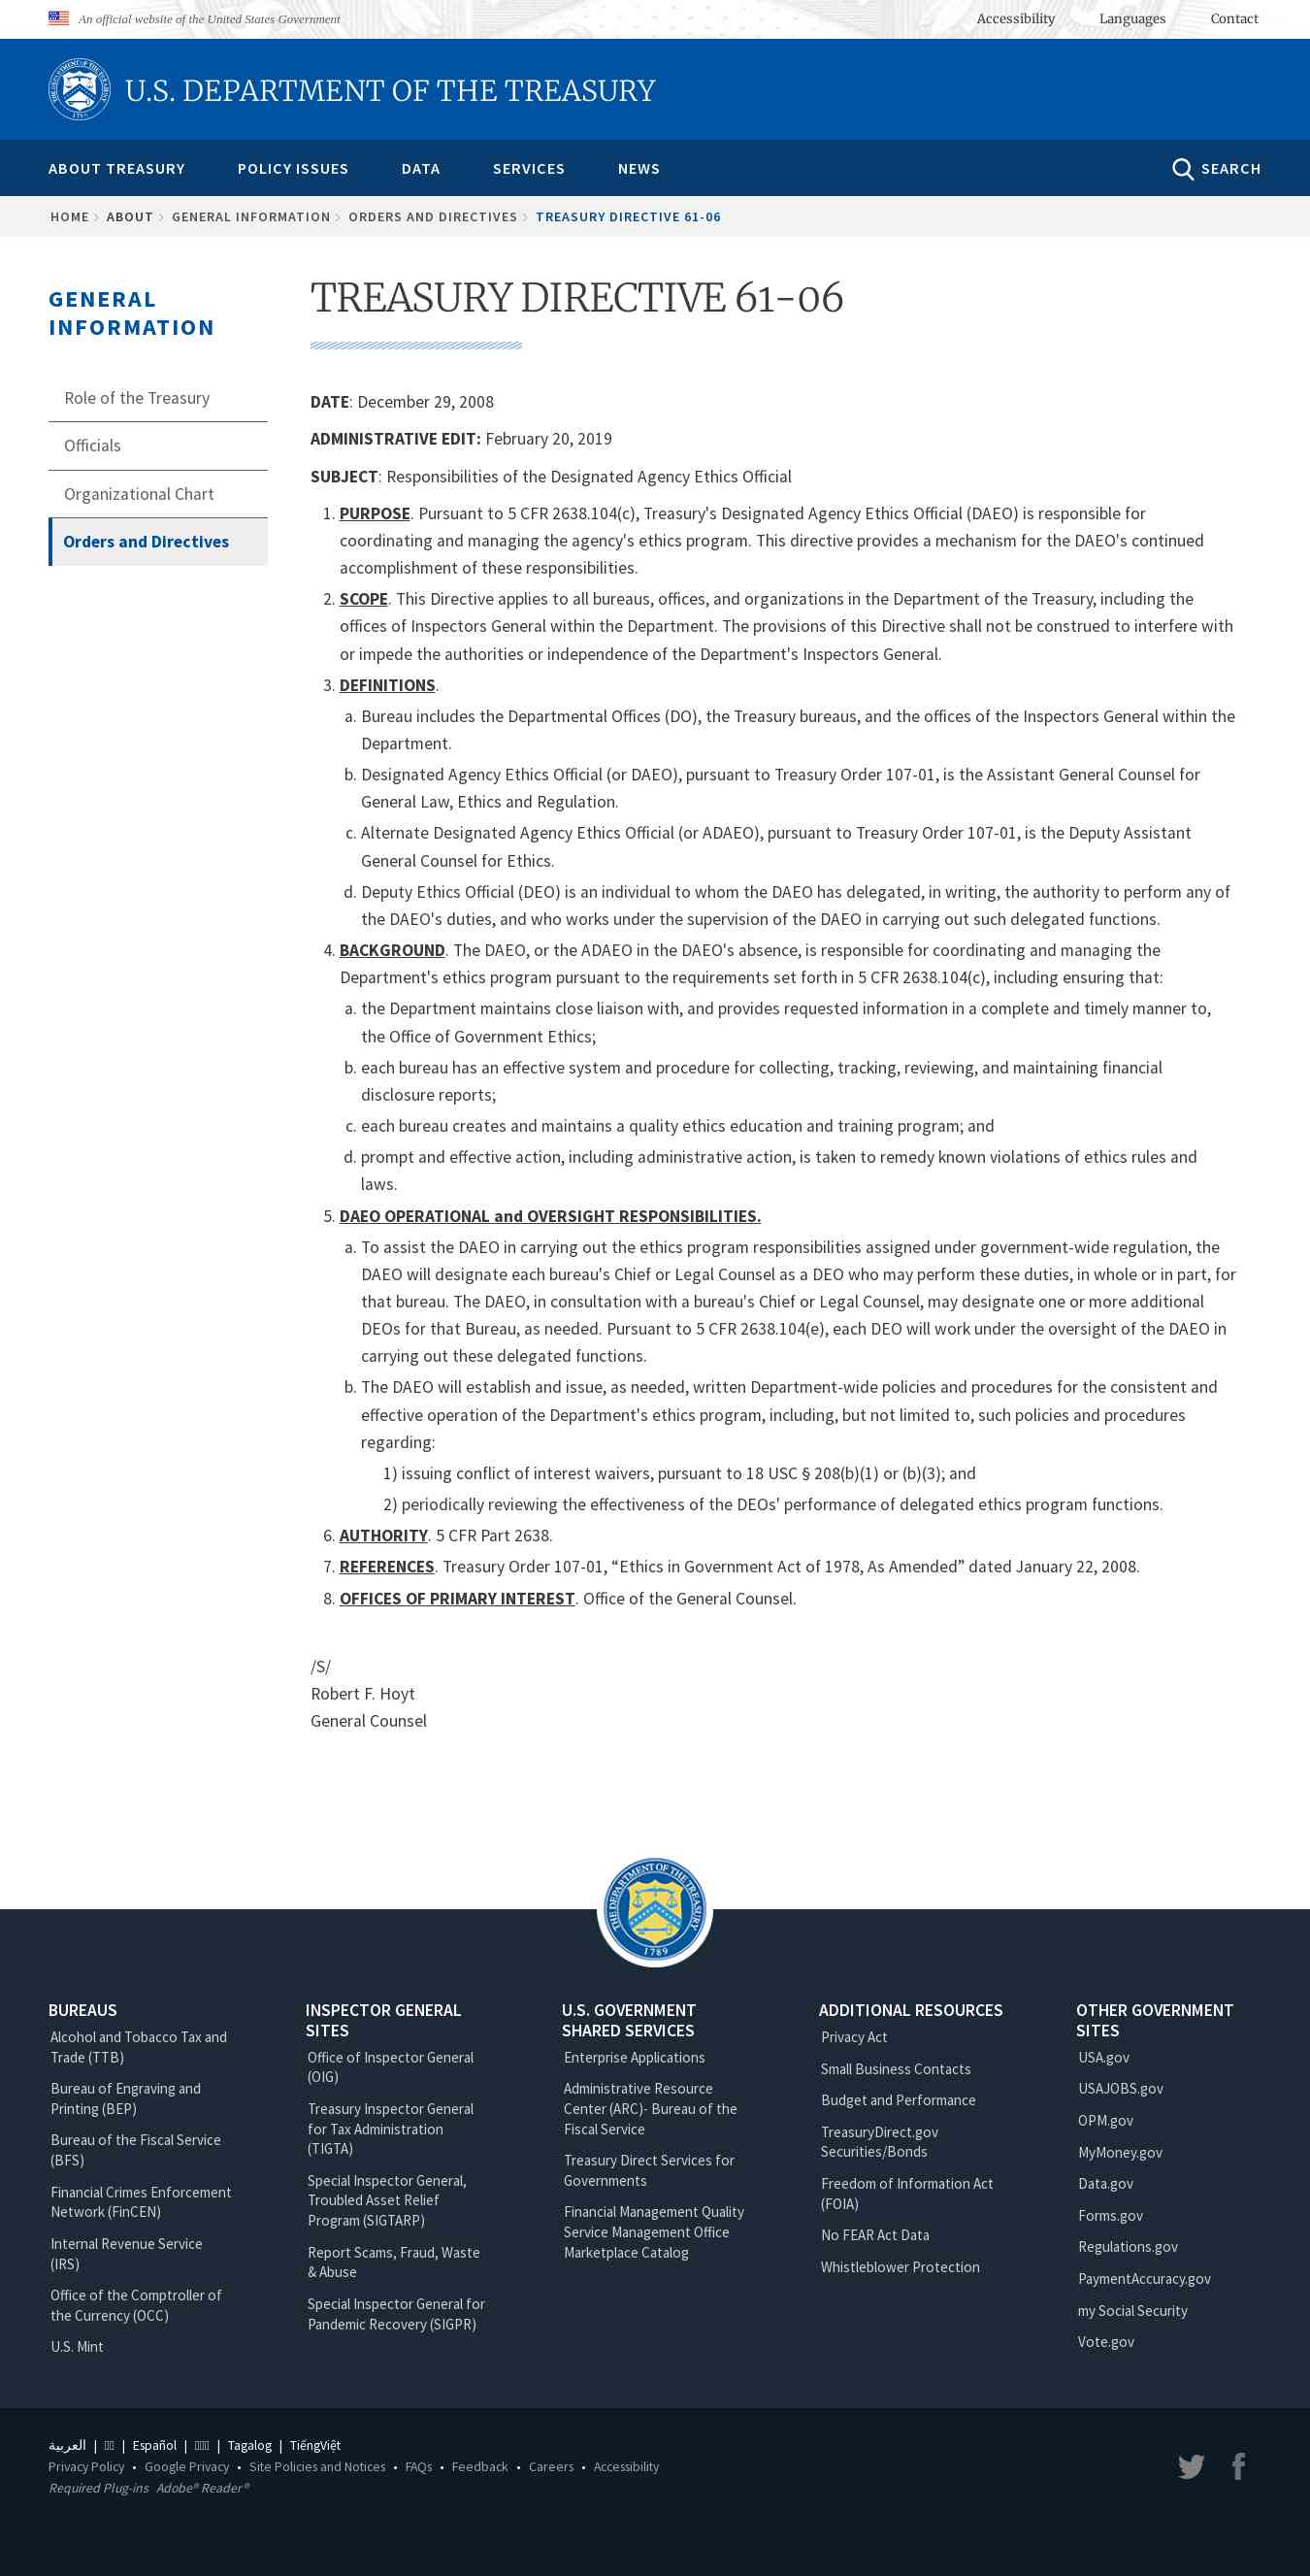 An official website of the United States Government
Accessibility Languages Contact
U.S. DEPARTMENT OF THE TREASURY
ABOUT TREASURY POLICY ISSUES DATA SERVICES NEWS SEARCH
HOME ABOUT GENERAL INFORMATION ORDERS AND DIRECTIVES TREASURY DIRECTIVE 61-06
GENERAL
INFORMATION
Role of the Treasury
Officials
Organizational Chart
Orders and Directives
TREASURY DIRECTIVE 61-06
DATE: December 29, 2008
ADMINISTRATIVE EDIT: February 20, 2019
SUBJECT: Responsibilities of the Designated Agency Ethics Official
1. PURPOSE. Pursuant to 5 CFR 2638.104(c), Treasury's Designated Agency Ethics Official (DAEO) is responsible for
coordinating and managing the agency's ethics program. This directive provides a mechanism for the DAEO's continued
accomplishment of these responsibilities.
2. SCOPE. This Directive applies to all bureaus, offices, and organizations in the Department of the Treasury, including the
offices of Inspectors General within the Department. The provisions of this Directive shall not be construed to interfere with
or impede the authorities or independence of the Department's Inspectors General.
3. DEFINITIONS.
a. Bureau includes the Departmental Offices (DO), the Treasury bureaus, and the offices of the Inspectors General within the
Department.
b. Designated Agency Ethics Official (or DAEO), pursuant to Treasury Order 107-01, is the Assistant General Counsel for
General Law, Ethics and Regulation.
c. Alternate Designated Agency Ethics Official (or ADAEO), pursuant to Treasury Order 107-01, is the Deputy Assistant
General Counsel for Ethics.
d. Deputy Ethics Official (DEO) is an individual to whom the DAEO has delegated, in writing, the authority to perform any of
the DAEO's duties, and who works under the supervision of the DAEO in carrying out such delegated functions.
4. BACKGROUND. The DAEO, or the ADAEO in the DAEO's absence, is responsible for coordinating and managing the
Department's ethics program pursuant to the requirements set forth in 5 CFR 2638.104(c), including ensuring that:
a. the Department maintains close liaison with, and provides requested information in a complete and timely manner to,
the Office of Government Ethics;
b. each bureau has an effective system and procedure for collecting, tracking, reviewing, and maintaining financial
disclosure reports;
c. each bureau creates and maintains a quality ethics education and training program; and
d. prompt and effective action, including administrative action, is taken to remedy known violations of ethics rules and
laws.
5. DAEO OPERATIONAL and OVERSIGHT RESPONSIBILITIES.
a. To assist the DAEO in carrying out the ethics program responsibilities assigned under government-wide regulation, the
DAEO will designate each bureau's Chief or Legal Counsel as a DEO who may perform these duties, in whole or in part, for
that bureau. The DAEO, in consultation with a bureau's Chief or Legal Counsel, may designate one or more additional
DEOs for that Bureau, as needed. Pursuant to 5 CFR 2638.104(e), each DEO will work under the oversight of the DAEO in
carrying out these delegated functions.
b. The DAEO will establish and issue, as needed, written Department-wide policies and procedures for the consistent and
effective operation of the Department's ethics program, including, but not limited to, such policies and procedures
regarding:
1) issuing conflict of interest waivers, pursuant to 18 USC § 208(b)(1) or (b)(3); and
2) periodically reviewing the effectiveness of the DEOs' performance of delegated ethics program functions.
6. AUTHORITY. 5 CFR Part 2638.
7. REFERENCES. Treasury Order 107-01, “Ethics in Government Act of 1978, As Amended” dated January 22, 2008.
8. OFFICES OF PRIMARY INTEREST. Office of the General Counsel.
/S/
Robert F. Hoyt
General Counsel
THE DEPARTMENT OF THE TREASURY
1789
BUREAUS
Alcohol and Tobacco Tax and
Trade (TTB)
Bureau of Engraving and
Printing (BEP)
Bureau of the Fiscal Service
(BFS)
Financial Crimes Enforcement
Network (FinCEN)
Internal Revenue Service
(IRS)
Office of the Comptroller of
the Currency (OCC)
U.S. Mint
INSPECTOR GENERAL
SITES
Office of Inspector General
(OIG)
Treasury Inspector General
for Tax Administration
(TIGTA)
Special Inspector General,
Troubled Asset Relief
Program (SIGTARP)
Report Scams, Fraud, Waste
& Abuse
Special Inspector General for
Pandemic Recovery (SIGPR)
U.S. GOVERNMENT
SHARED SERVICES
Enterprise Applications
Administrative Resource
Center (ARC)- Bureau of the
Fiscal Service
Treasury Direct Services for
Governments
Financial Management Quality
Service Management Office
Marketplace Catalog
ADDITIONAL RESOURCES
Privacy Act
Small Business Contacts
Budget and Performance
TreasuryDirect.gov
Securities/Bonds
Freedom of Information Act
(FOIA)
No FEAR Act Data
Whistleblower Protection
OTHER GOVERNMENT
SITES
USA.gov
USAJOBS.gov
OPM.gov
MyMoney.gov
Data.gov
Forms.gov
Regulations.gov
PaymentAccuracy.gov
my Social Security
Vote.gov
العربية | | Español | | Tagalog | TiếngViệt
Privacy Policy • Google Privacy • Site Policies and Notices • FAQs • Feedback • Careers • Accessibility
Required Plug-ins Adobe® Reader®